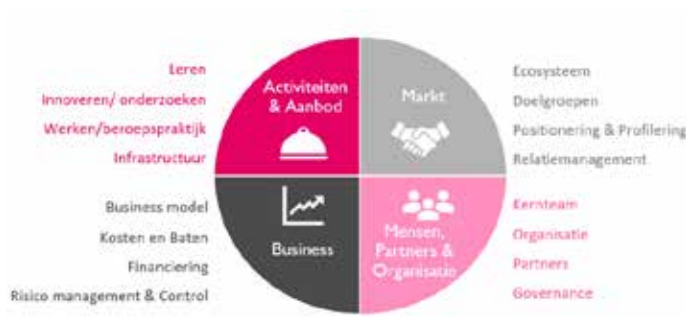 Leren
Innoveren/ onderzoeken
Werken/beroepspraktijk
Infrastructuur
Activiteiten
& Aanbod
Markt
Ecosysteem
Doelgroepen
Positionering & Profilering
Relatiemanagement
Business model
Kosten en Baten
Financiering
Risico management & Control
Business
Mensen,
Partners &
Organisatie
Kernteam
Organisatie
Partners
Governance